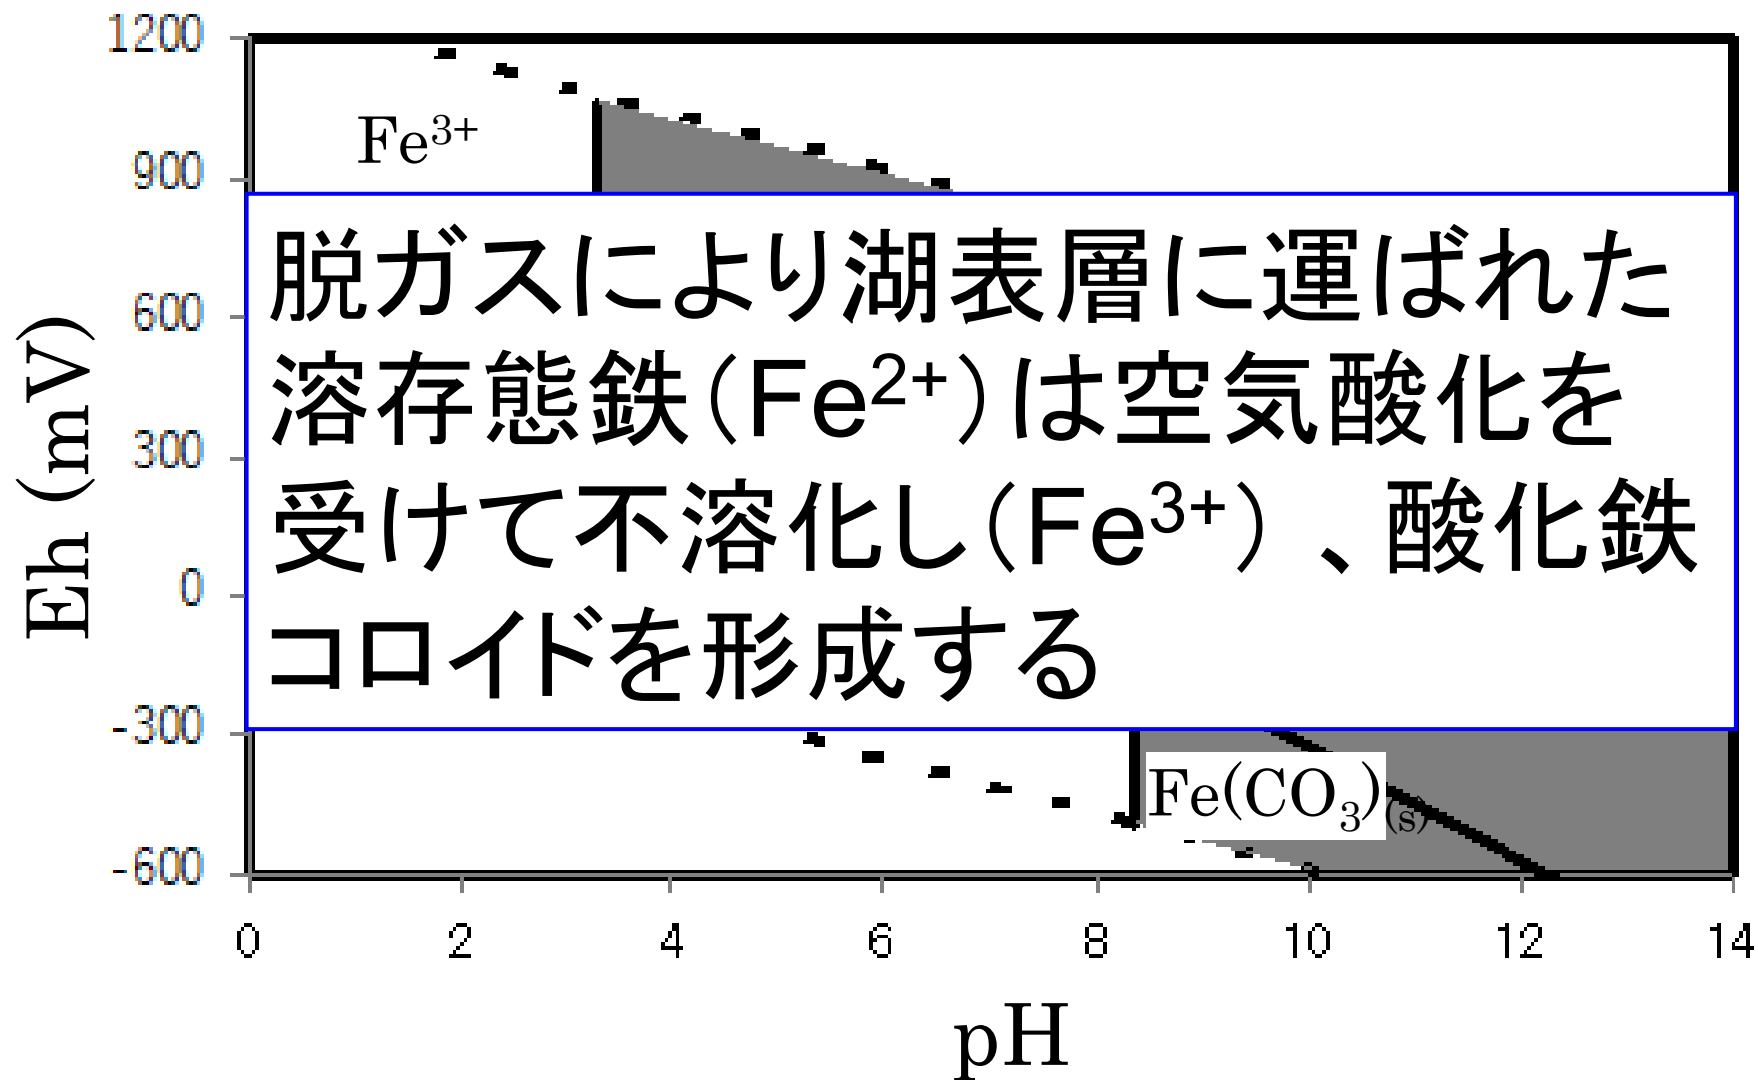 1200
Fe³⁺
900
脱ガスにより湖表層に運ばれた
溶存態鉄（Fe²⁺）は空気酸化を
受けて不溶化し（Fe³⁺）、酸化鉄
コロイドを形成する
600
300
0
-300
-600
Eh (mV)
Fe(CO₃)(s)
0 2 4 6 8 10 12 14
pH